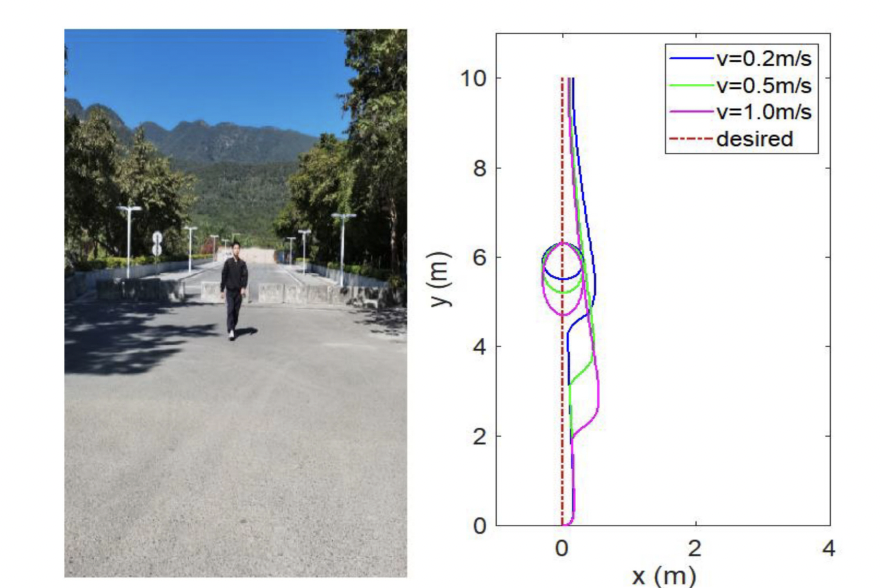 v=0.2m/s
v=0.5m/s
v=1.0m/s
desired
10
8
6
4
2
0
y (m)
0 2 4
x (m)